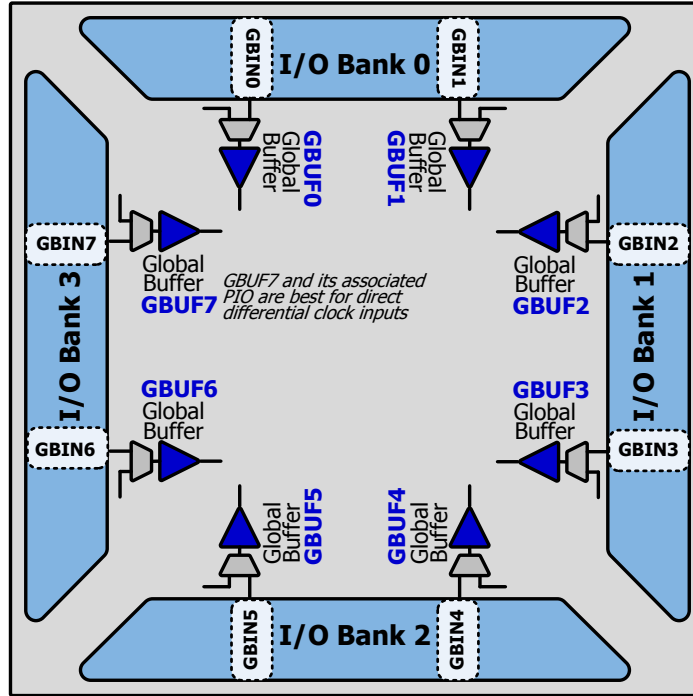 GBIN0
GBIN1
I/O Bank 0
Global
Buffer
GBUF0
Global
Buffer
GBUF1
GBIN7
GBIN2
Global
Buffer
GBUF7
GBUF7 and its associated
PIO are best for direct
differential clock inputs
Global
Buffer
GBUF2
I/O Bank 3
I/O Bank 1
GBUF6
Global
Buffer
GBUF3
Global
Buffer
GBIN6
GBIN3
Global
Buffer
GBUF5
Global
Buffer
GBUF4
GBIN5
I/O Bank 2
GBIN4